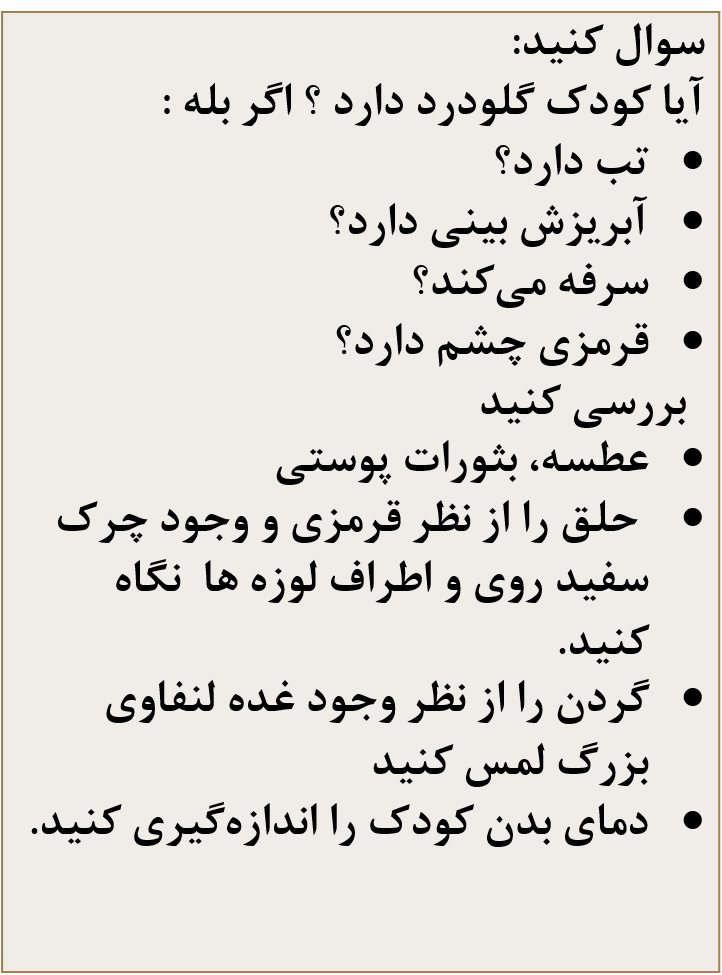 سوال کنید:
آیا کودک گلودرد دارد ؟ اگر بله :
• تب دارد؟
• آبریزش بینی دارد؟
• سرفه می‌کند؟
• قرمزی چشم دارد؟
بررسی کنید
• عطسه، بثورات پوستی
• حلق را از نظر قرمزی و وجود چرک
سفید روی و اطراف لوزه ها نگاه
کنید.
• گردن را از نظر وجود غده لنفاوی
بزرگ لمس کنید
• دمای بدن کودک را اندازه‌گیری کنید.